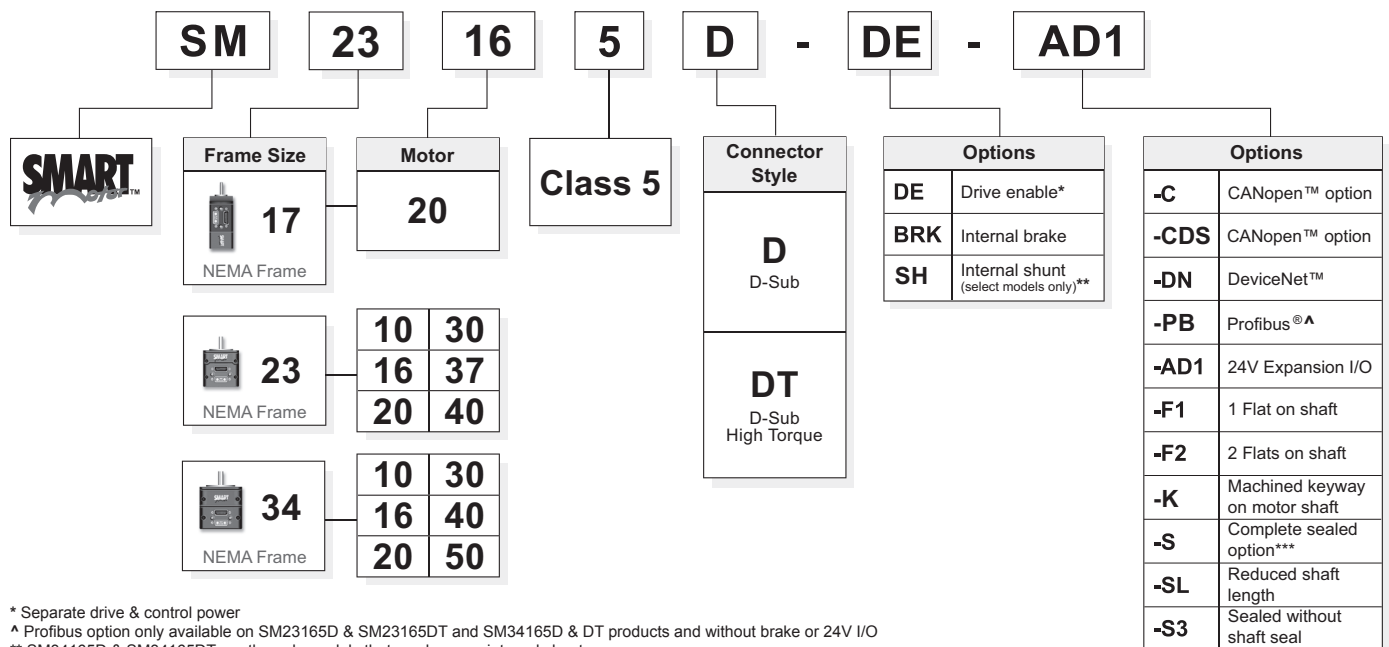 SM 23 16 5 D - DE - AD1
SMART
motor™
Frame Size
17
NEMA Frame
Motor
20
23
NEMA Frame
10 30
16 37
20 40
34
NEMA Frame
10 30
16 40
20 50
Class 5
Connector
Style
D
D-Sub
DT
D-Sub
High Torque
Options
DE Drive enable*
BRK Internal brake
SH Internal shunt
(select models only)**
Options
-C CANopen™ option
-CDS CANopen™ option
-DN DeviceNet™
-PB Profibus®^
-AD1 24V Expansion I/O
-F1 1 Flat on shaft
-F2 2 Flats on shaft
-K Machined keyway
on motor shaft
-S Complete sealed
option***
-SL Reduced shaft
length
-S3 Sealed without
shaft seal
* Separate drive & control power
^ Profibus option only available on SM23165D & SM23165DT and SM34165D & DT products and without brake or 24V I/O